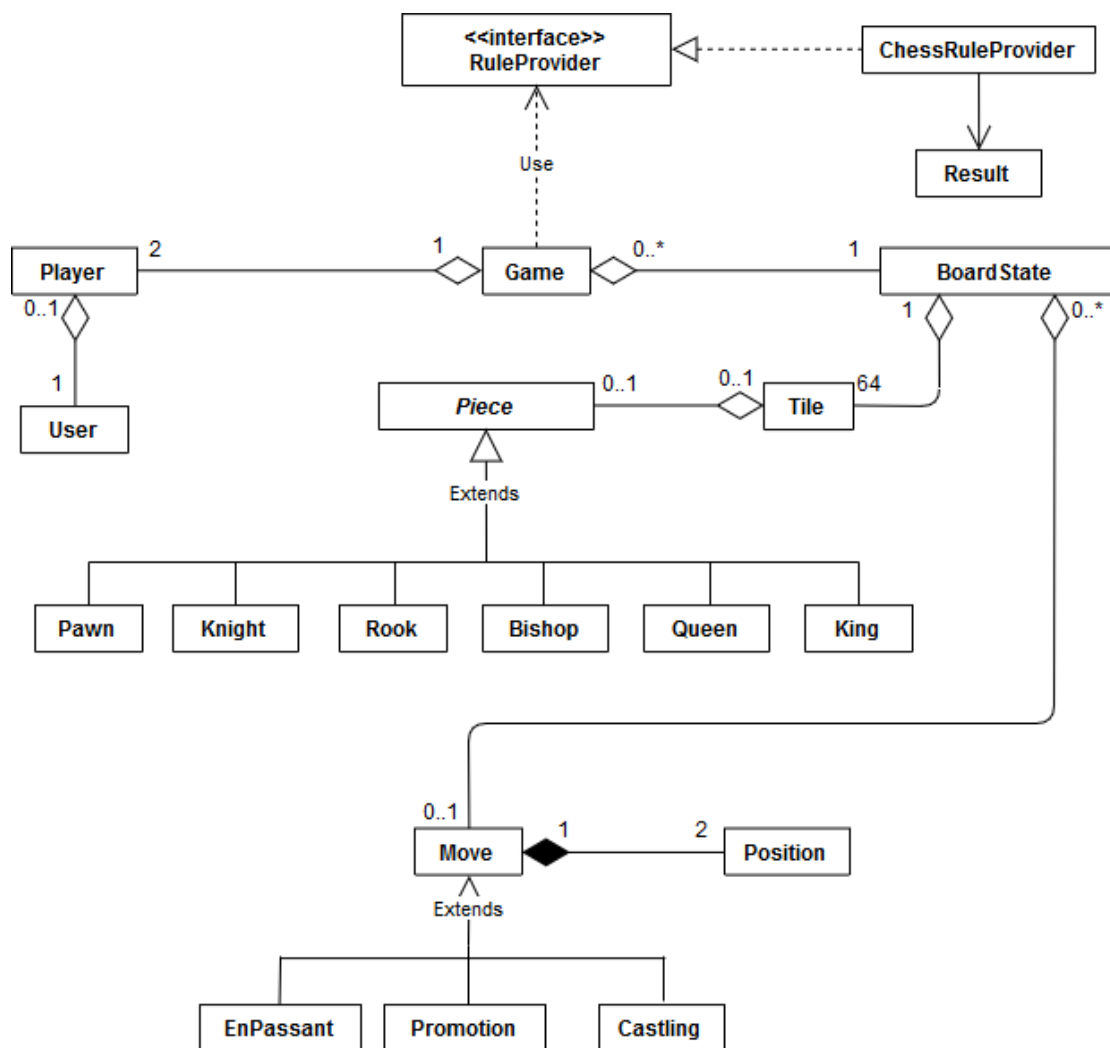 <<interface>>
RuleProvider
ChessRuleProvider
Use
Result
2
1
0..*
1
Player
Game
BoardState
0..1
1
0..*
1
0..1
0..1
64
User
Piece
Tile
Extends
Pawn
Knight
Rook
Bishop
Queen
King
0..1
1
2
Move
Position
Extends
EnPassant
Promotion
Castling